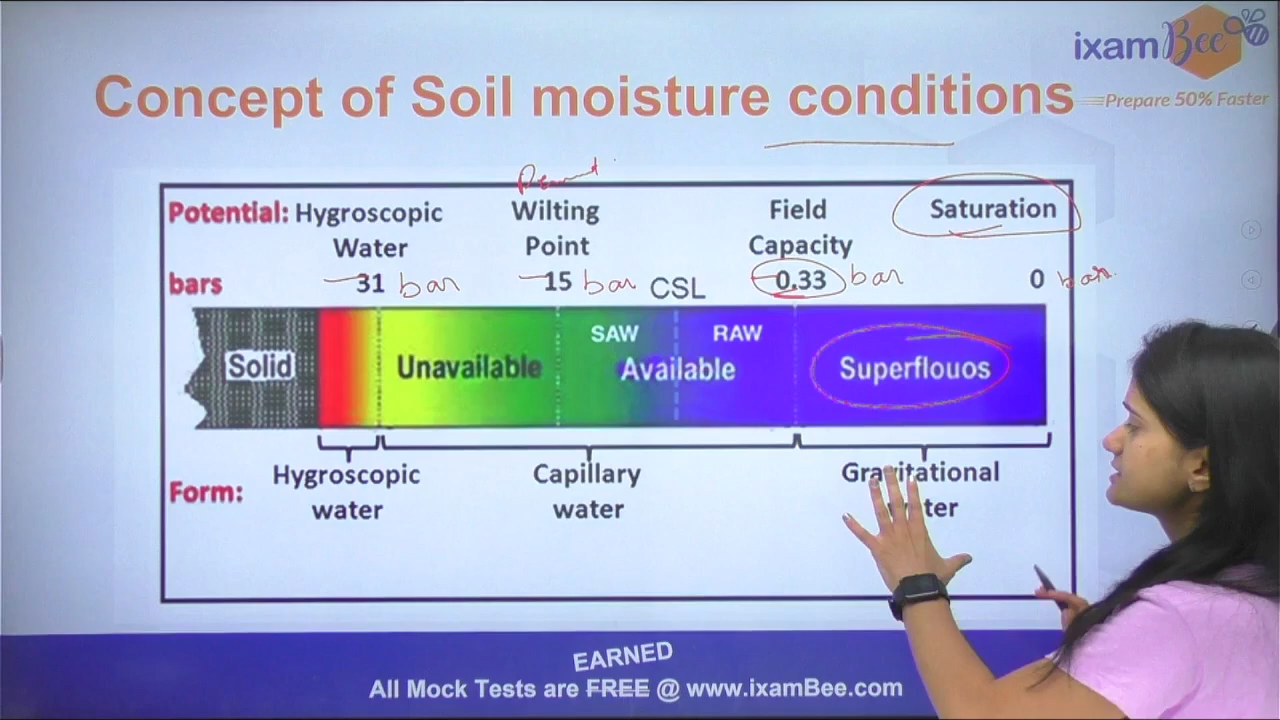 ixamBee
Prepare 50% Faster
Concept of Soil moisture conditions
Potential: Hygroscopic Water
Permnt
Wilting Point
Field Capacity
Saturation
bars
-31 bar
-15 bar
CSL
-0.33 bar
0 bar
Solid
Unavailable
SAW
RAW
Available
Superflouos
Form:
Hygroscopic water
Capillary water
Gravitational
EARNED
All Mock Tests are FREE @ www.ixamBee.com